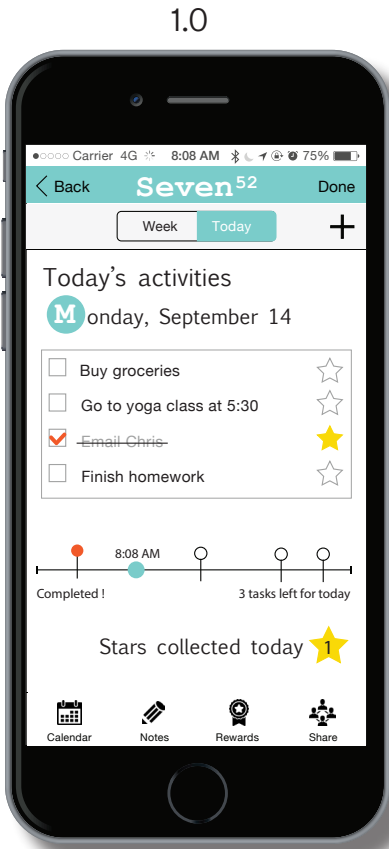 1.0
Carrier 4G 8:08 AM 75%
Back Seven52 Done
Week Today +
Today's activities
Monday, September 14
Buy groceries
Go to yoga class at 5:30
Email Chris
Finish homework
8:08 AM
Completed ! 3 tasks left for today
Stars collected today 1
Calendar Notes Rewards Share